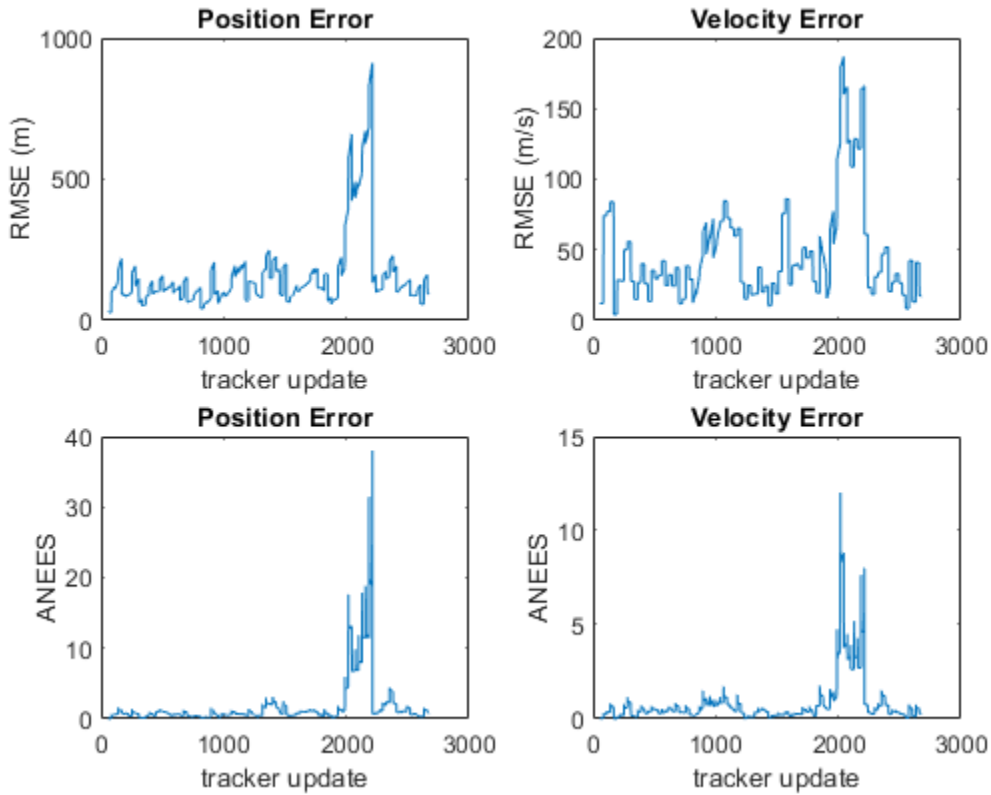 Position Error
1000
500
0
RMSE (m)
0 1000 2000 3000
tracker update
Velocity Error
200
150
100
50
0
RMSE (m/s)
0 1000 2000 3000
tracker update
Position Error
40
30
20
10
0
ANEES
0 1000 2000 3000
tracker update
Velocity Error
15
10
5
0
ANEES
0 1000 2000 3000
tracker update